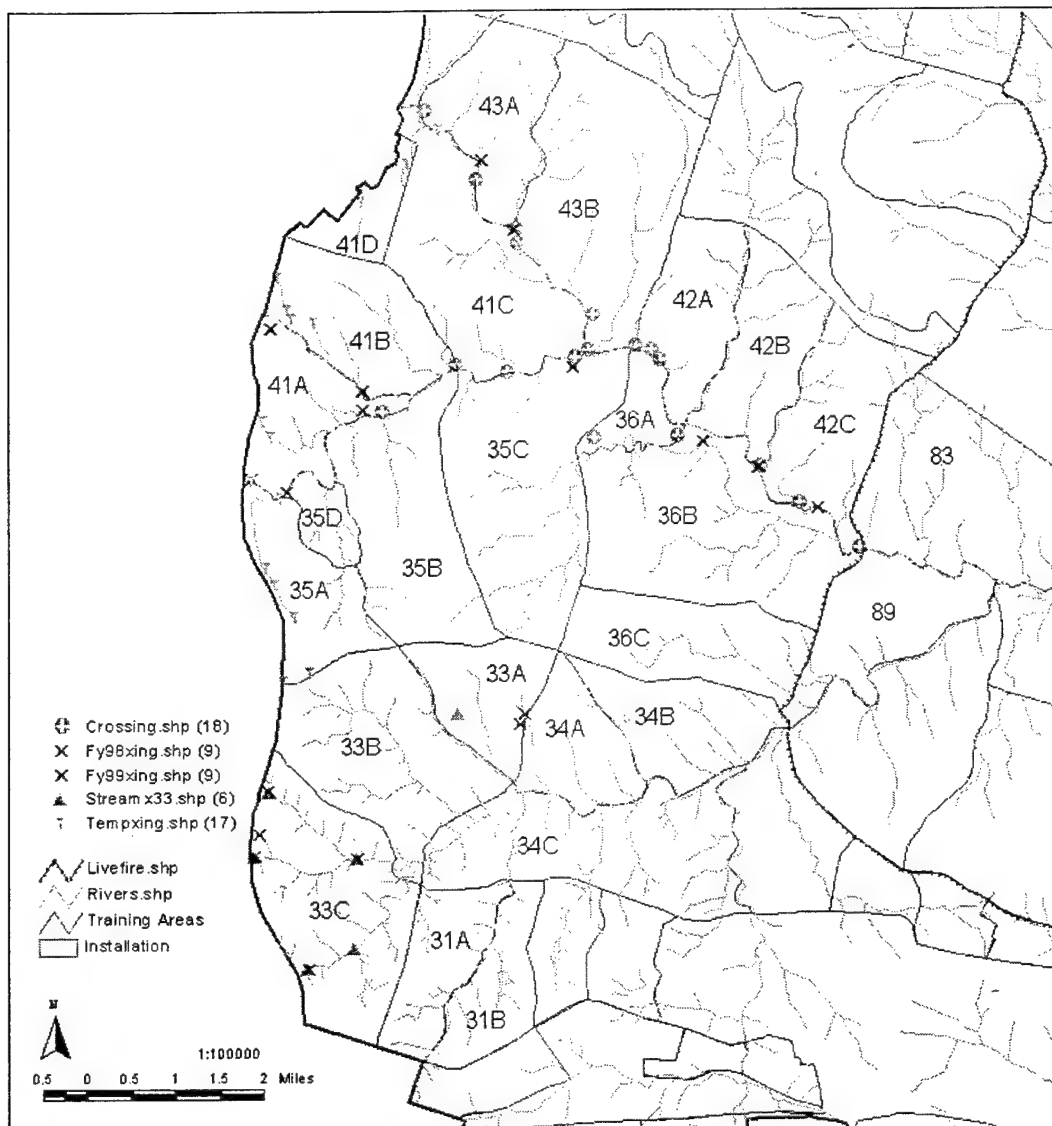 43A
43B
41D
41C
42A
41B
42B
41A
36A
42C
35C
83
35D
36B
35B
35A
89
36C
33A
34B
34A
33B
34C
33C
31A
31B
Crossing.shp (18)
Fy98xing.shp (9)
Fy99xing.shp (9)
Stream x33.shp (6)
Tempxing.shp (17)
Livefire.shp
Rivers.shp
Training Areas
Installation
N
1:100000
0.5 0 0.5 1 1.5 2 Miles